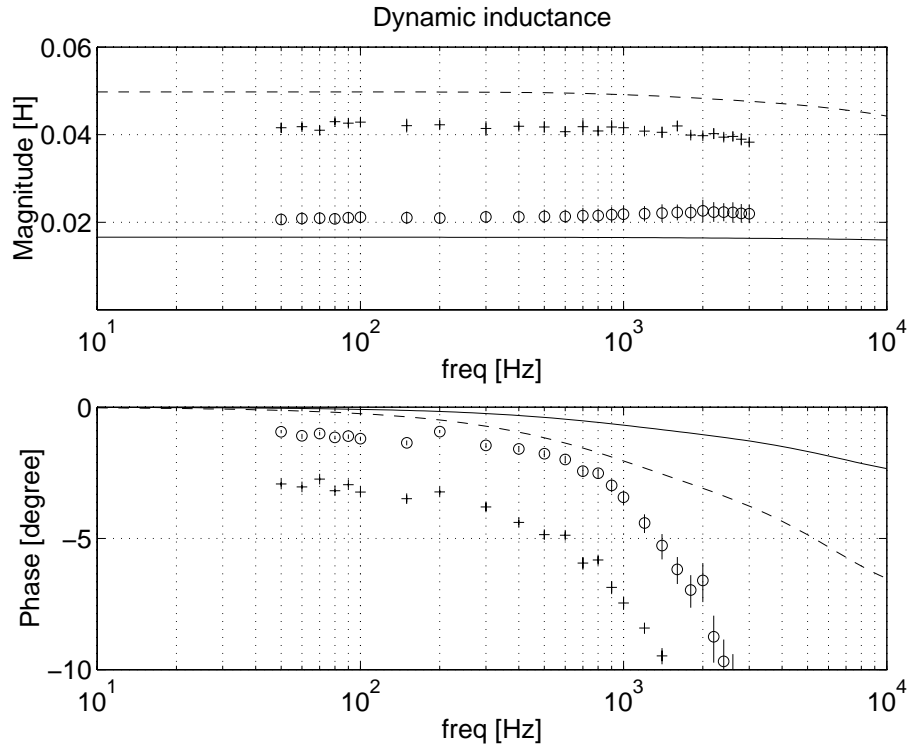 Dynamic inductance
Magnitude [H]
0.06
0.04
0.02
10^1
10^2
10^3
10^4
freq [Hz]
Phase [degree]
0
−5
−10
10^1
10^2
10^3
10^4
freq [Hz]